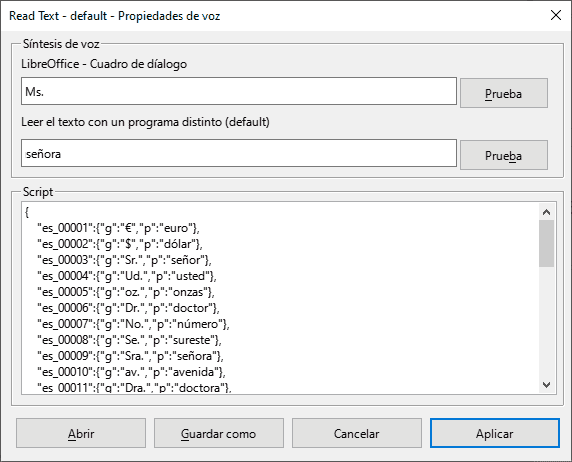 Read Text - default - Propiedades de voz
Síntesis de voz
LibreOffice - Cuadro de díalogo
Ms.
Prueba
Leer el texto con un programa distinto (default)
señora
Prueba
Script
{
"es_00001":{"g":"€","p":"euro"},
"es_00002":{"g":"$","p":"dólar"},
"es_00003":{"g":"Sr.","p":"señor"},
"es_00004":{"g":"Ud.","p":"usted"},
"es_00005":{"g":"oz.","p":"onzas"},
"es_00006":{"g":"Dr.","p":"doctor"},
"es_00007":{"g":"No.","p":"número"},
"es_00008":{"g":"Se.","p":"sureste"},
"es_00009":{"g":"Sra.","p":"señora"},
"es_00010":{"g":"av.","p":"avenida"},
"es_00011":{"g":"Dra.","p":"doctora"},
Abrir
Guardar como
Cancelar
Aplicar